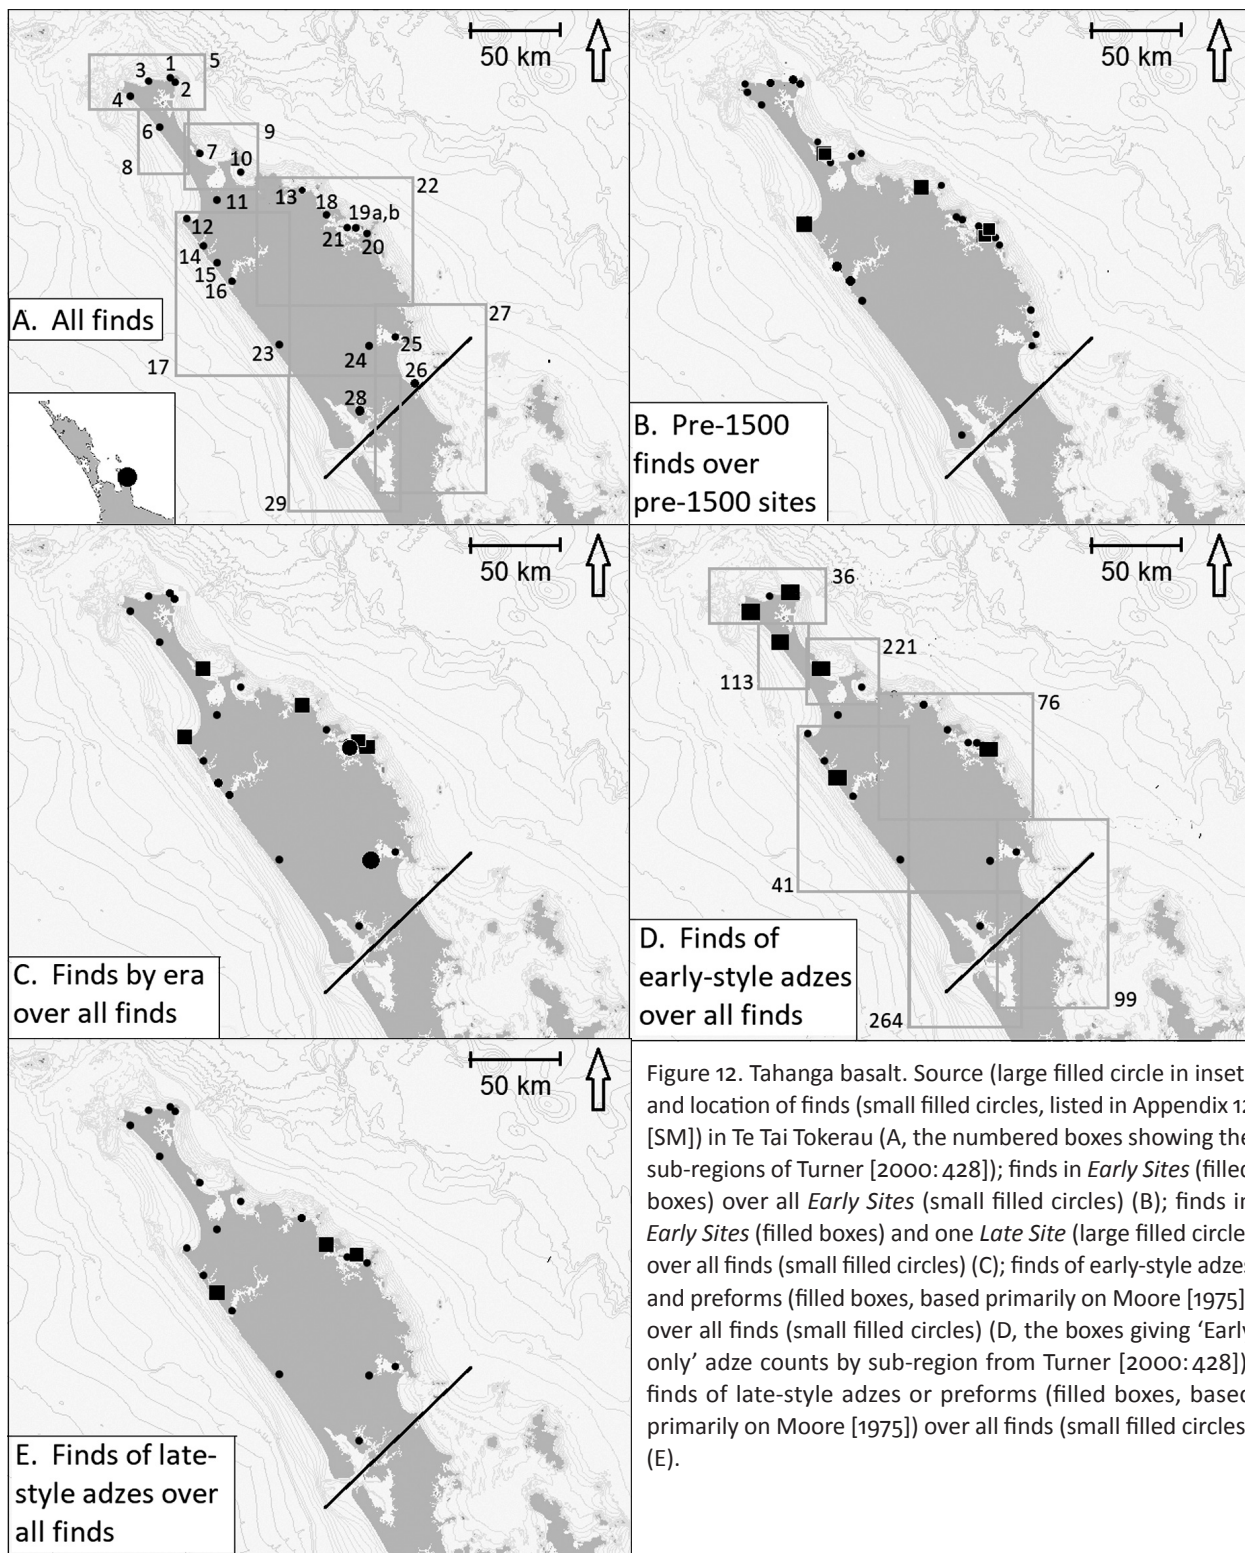 50 km
5
1
3
2
4
6
9
7
10
8
22
13
11
18
19a,b
12
21
20
14
15
16
A. All finds
27
25
23
24
17
26
28
29
50 km
B. Pre-1500
finds over
pre-1500 sites
50 km
C. Finds by era
over all finds
50 km
36
221
113
76
41
D. Finds of
early-style adzes
over all finds
99
264
50 km
E. Finds of late-
style adzes over
all finds
Figure 12. Tahanga basalt. Source (large filled circle in inset)
and location of finds (small filled circles, listed in Appendix 12
[SM]) in Te Tai Tokerau (A, the numbered boxes showing the
sub-regions of Turner [2000: 428]); finds in Early Sites (filled
boxes) over all Early Sites (small filled circles) (B); finds in
Early Sites (filled boxes) and one Late Site (large filled circle)
over all finds (small filled circles) (C); finds of early-style adzes
and preforms (filled boxes, based primarily on Moore [1975])
over all finds (small filled circles) (D, the boxes giving ‘Early
only’ adze counts by sub-region from Turner [2000: 428])
finds of late-style adzes or preforms (filled boxes, based
primarily on Moore [1975]) over all finds (small filled circles)
(E).